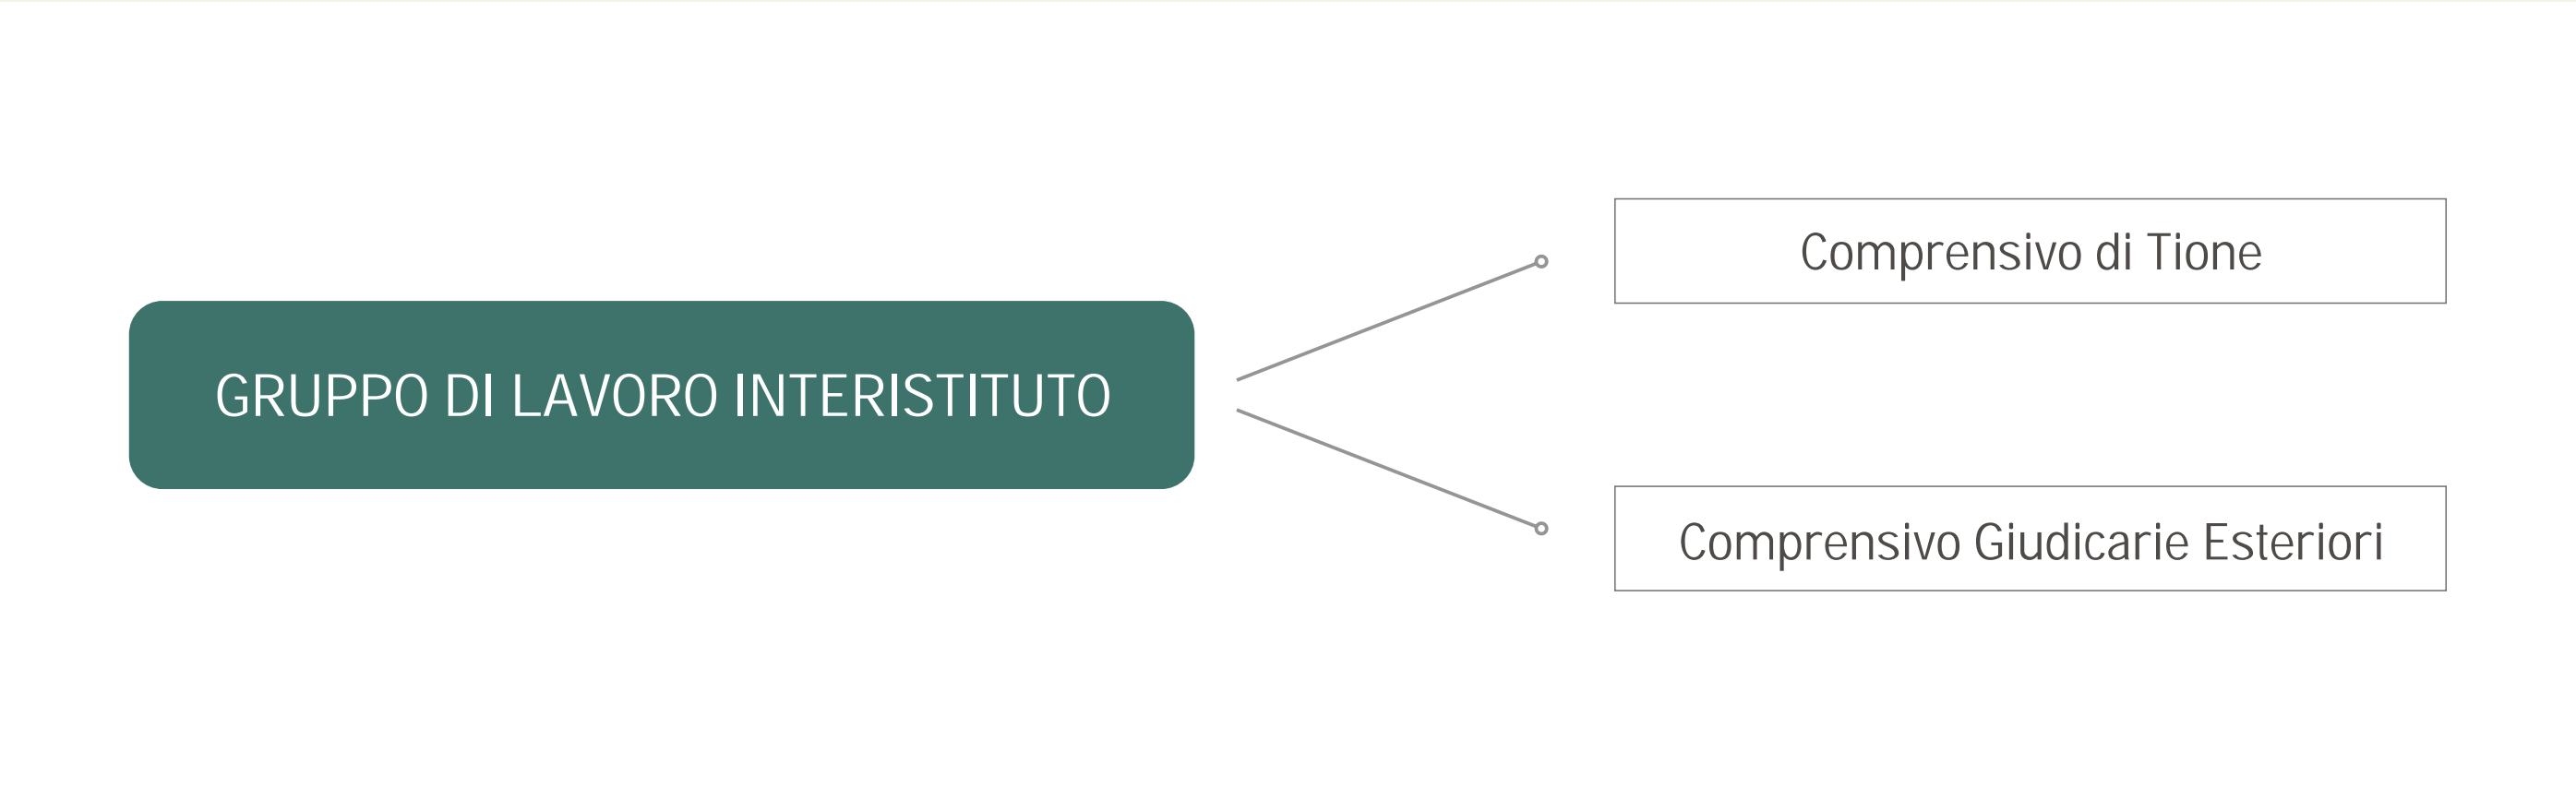 GRUPPO DI LAVORO INTERISTITUTO
Comprensivo di Tione
Comprensivo Giudicarie Esteriori